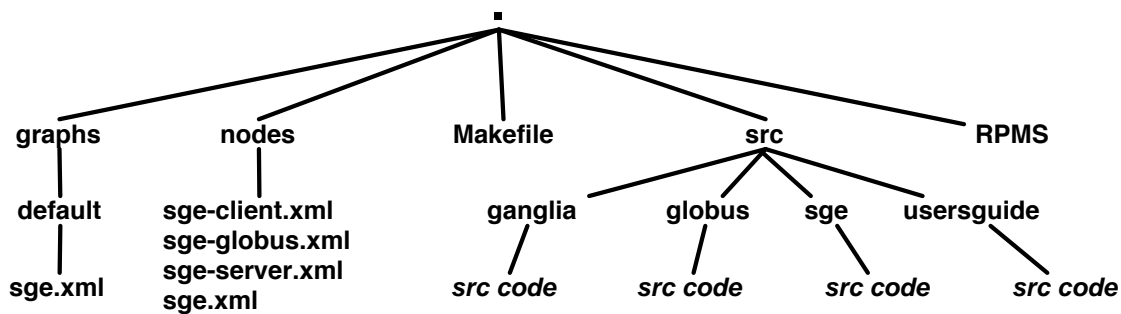 .
graphs nodes Makefile src RPMS
default sge-client.xml ganglia globus sge usersguide
sge-globus.xml
sge-server.xml
sge.xml src code src code src code src code
sge.xml